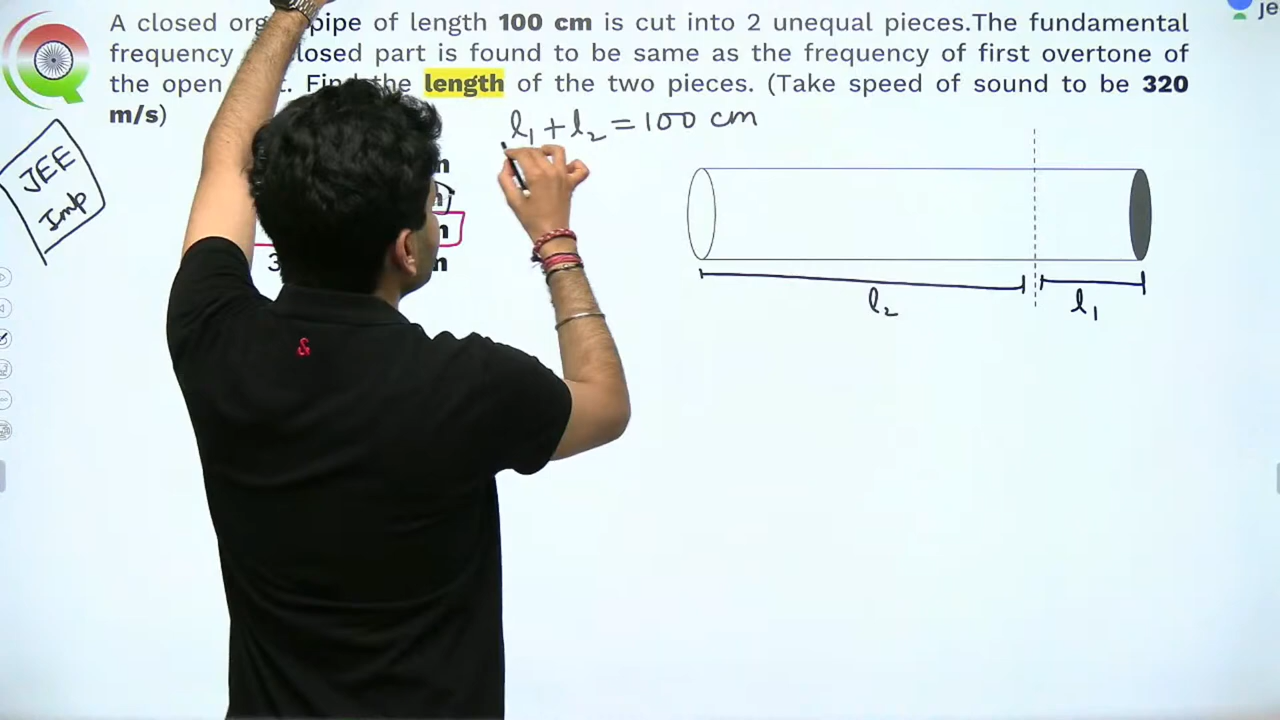 A closed pipe of length 100 cm is cut into 2 unequal pieces.The fundamental
frequency part is found to be same as the frequency of first overtone of
the open the length of the two pieces. (Take speed of sound to be 320
m/s)
l₁ + l₂ = 100 cm
JEE
Imp
l₂
l₁
je